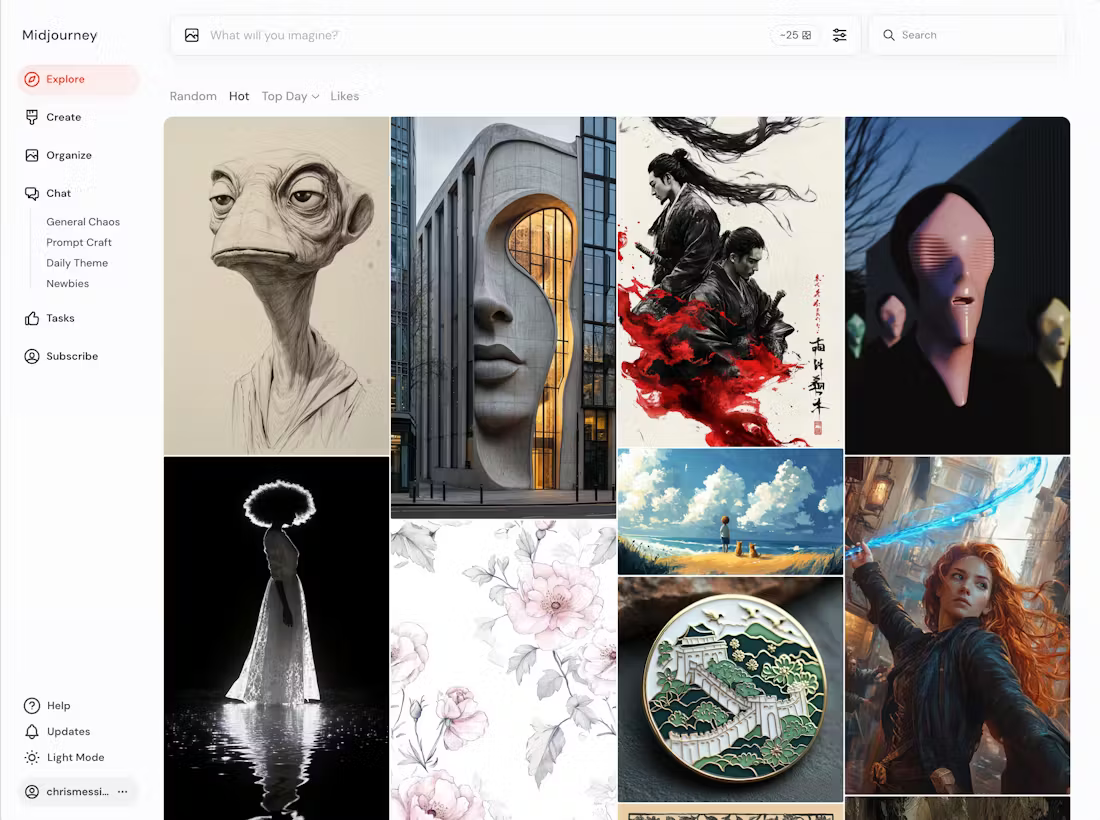 Midjourney
What will you imagine?
~25
Search
Explore
Create
Organize
Chat
General Chaos
Prompt Craft
Daily Theme
Newbies
Tasks
Subscribe
Random Hot Top Day Likes
Help
Updates
Light Mode
chrismessi...